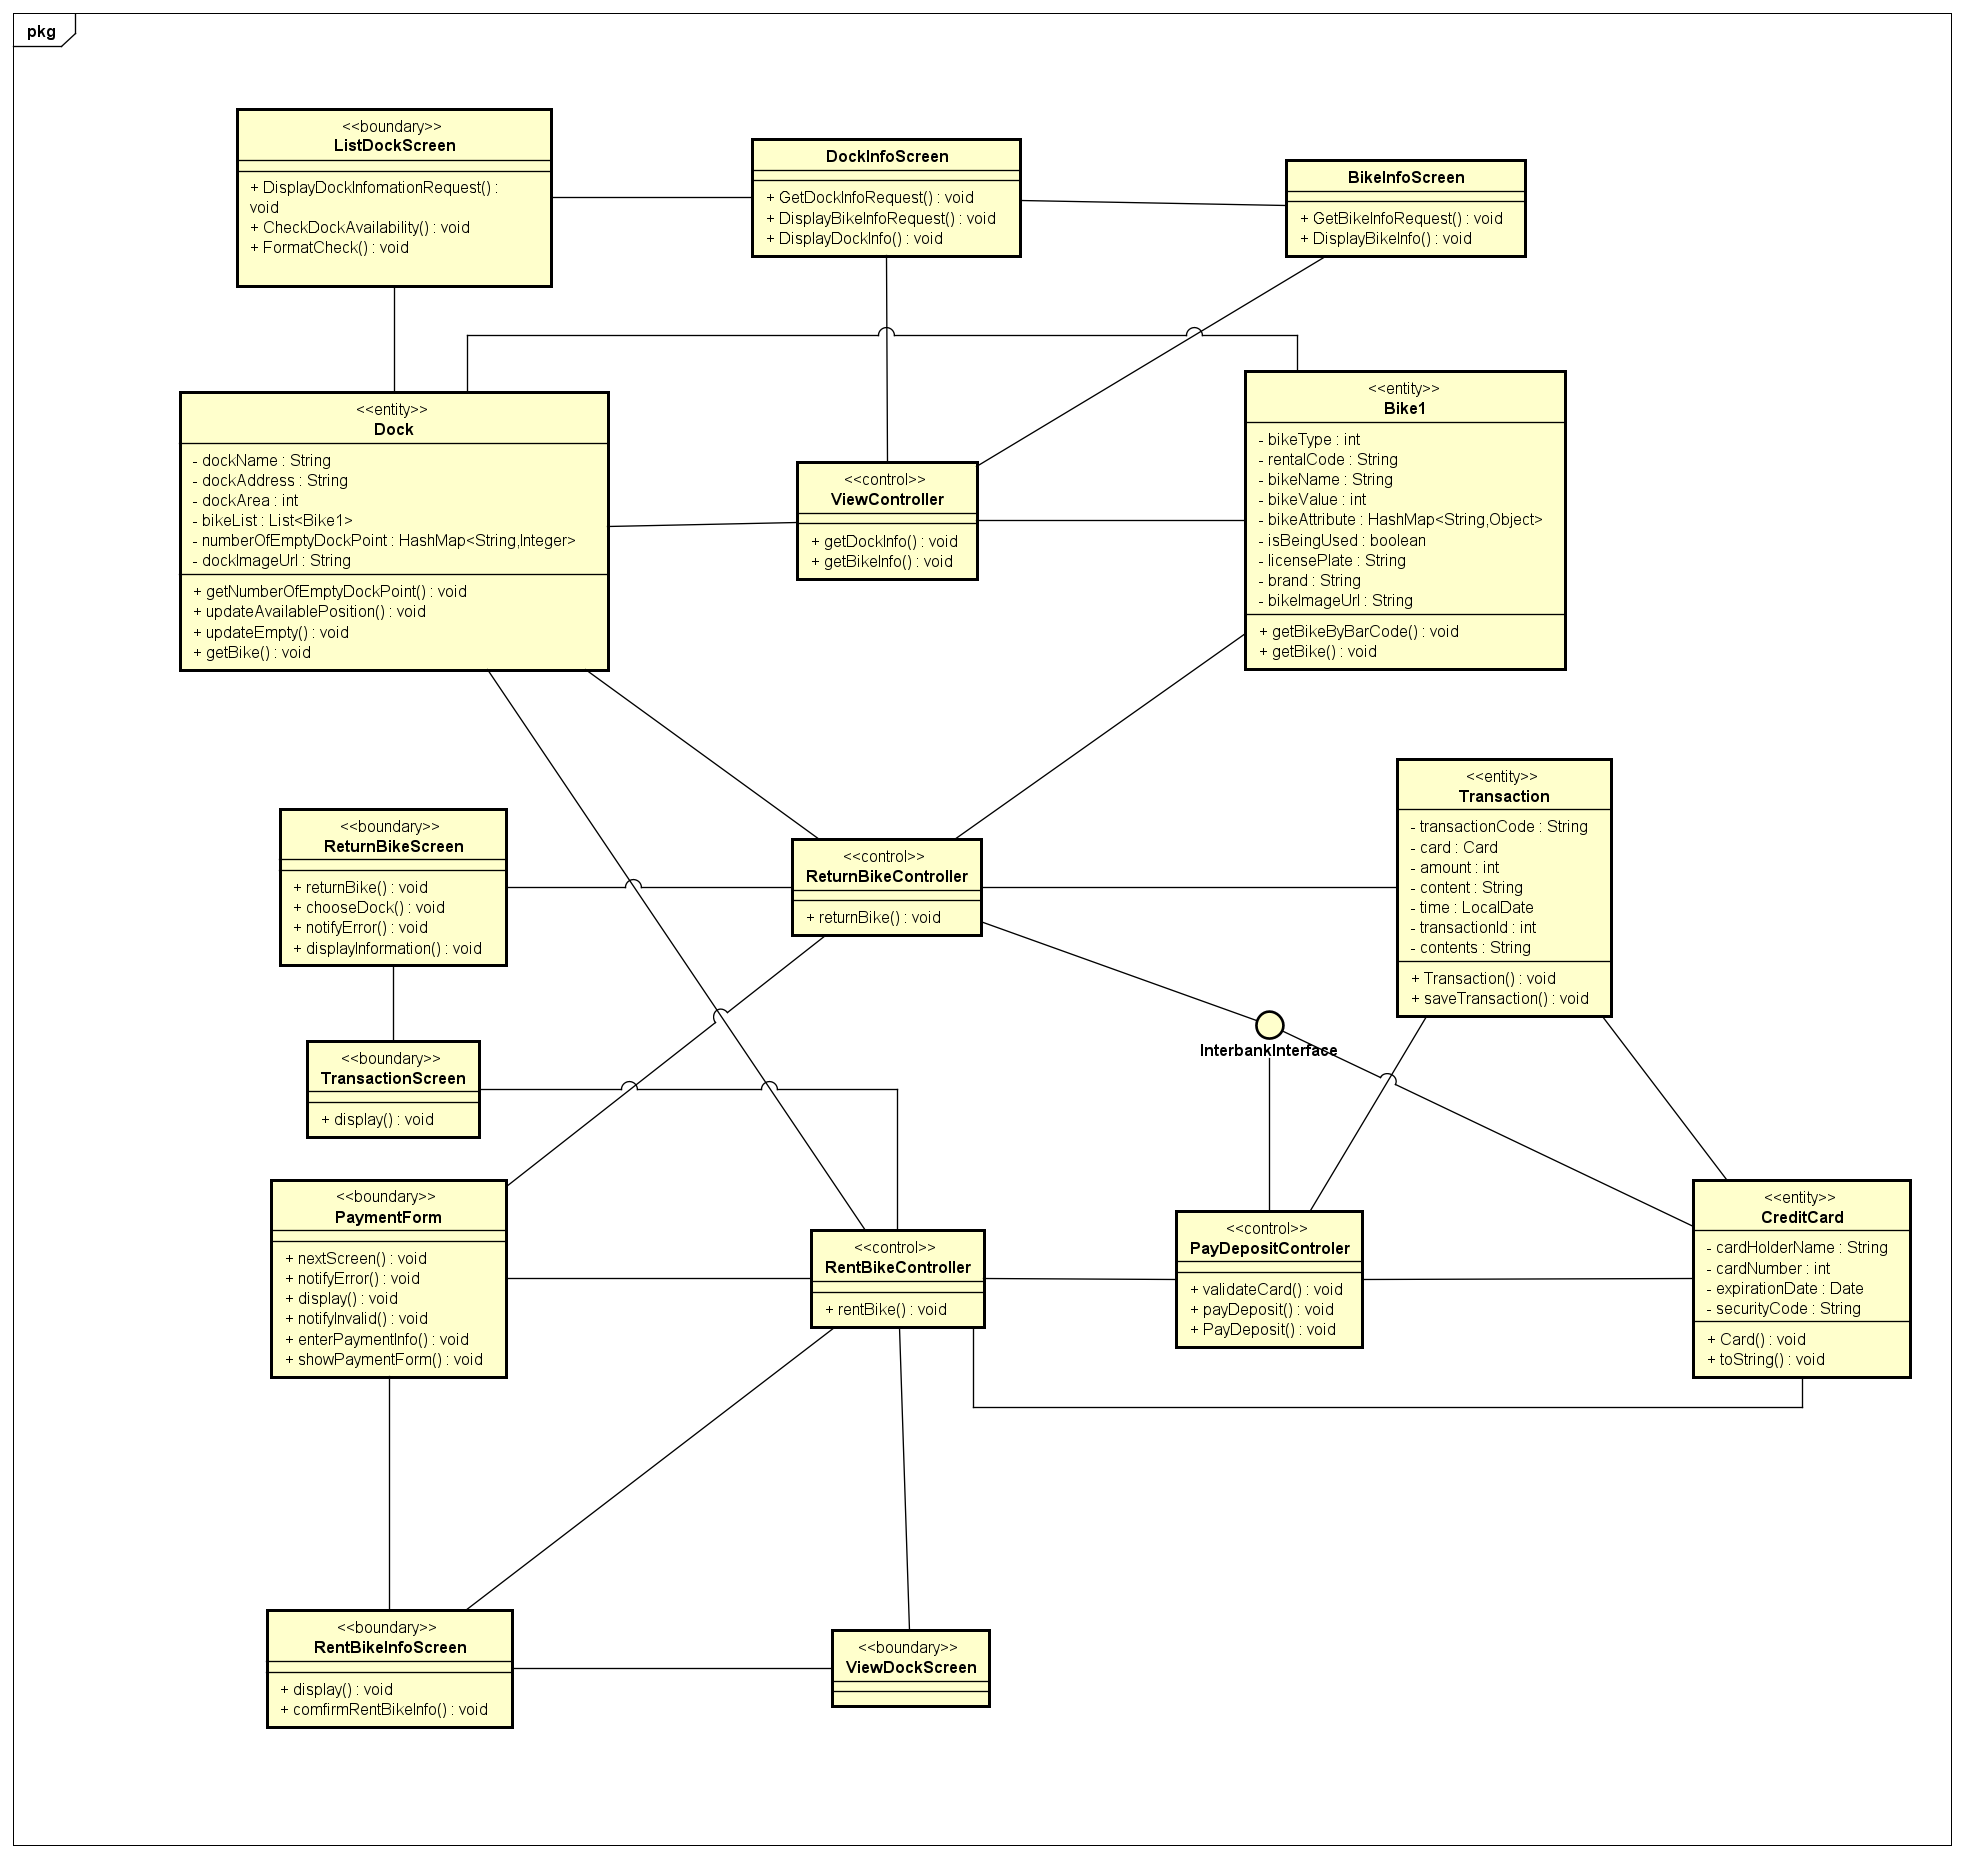 pkg
<<boundary>>
ListDockScreen
+ DisplayDockInfomationRequest() :
void
+ CheckDockAvailability() : void
+ FormatCheck() : void
DockInfoScreen
+ GetDockInfoRequest() : void
+ DisplayBikeInfoRequest() : void
+ DisplayDockInfo() : void
BikeInfoScreen
+ GetBikeInfoRequest() : void
+ DisplayBikeInfo() : void
<<entity>>
Dock
- dockName : String
- dockAddress : String
- dockArea : int
- bikeList : List<Bike1>
- numberOfEmptyDockPoint : HashMap<String,Integer>
- dockImageUrl : String
+ getNumberOfEmptyDockPoint() : void
+ updateAvailablePosition() : void
+ updateEmpty() : void
+ getBike() : void
<<control>>
ViewController
+ getDockInfo() : void
+ getBikeInfo() : void
<<entity>>
Bike1
- bikeType : int
- rentalCode : String
- bikeName : String
- bikeValue : int
- bikeAttribute : HashMap<String,Object>
- isBeingUsed : boolean
- licensePlate : String
- brand : String
- bikeImageUrl : String
+ getBikeByBarCode() : void
+ getBike() : void
<<boundary>>
ReturnBikeScreen
+ returnBike() : void
+ chooseDock() : void
+ notifyError() : void
+ displayInformation() : void
<<control>>
ReturnBikeController
+ returnBike() : void
<<entity>>
Transaction
- transactionCode : String
- card : Card
- amount : int
- content : String
- time : LocalDate
- transactionId : int
- contents : String
+ Transaction() : void
+ saveTransaction() : void
InterbankInterface
<<boundary>>
TransactionScreen
+ display() : void
<<boundary>>
PaymentForm
+ nextScreen() : void
+ notifyError() : void
+ display() : void
+ notifyInvalid() : void
+ enterPaymentInfo() : void
+ showPaymentForm() : void
<<control>>
RentBikeController
+ rentBike() : void
<<control>>
PayDepositControler
+ validateCard() : void
+ payDeposit() : void
+ PayDeposit() : void
<<entity>>
CreditCard
- cardHolderName : String
- cardNumber : int
- expirationDate : Date
- securityCode : String
+ Card() : void
+ toString() : void
<<boundary>>
RentBikeInfoScreen
+ display() : void
+ comfirmRentBikeInfo() : void
<<boundary>>
ViewDockScreen